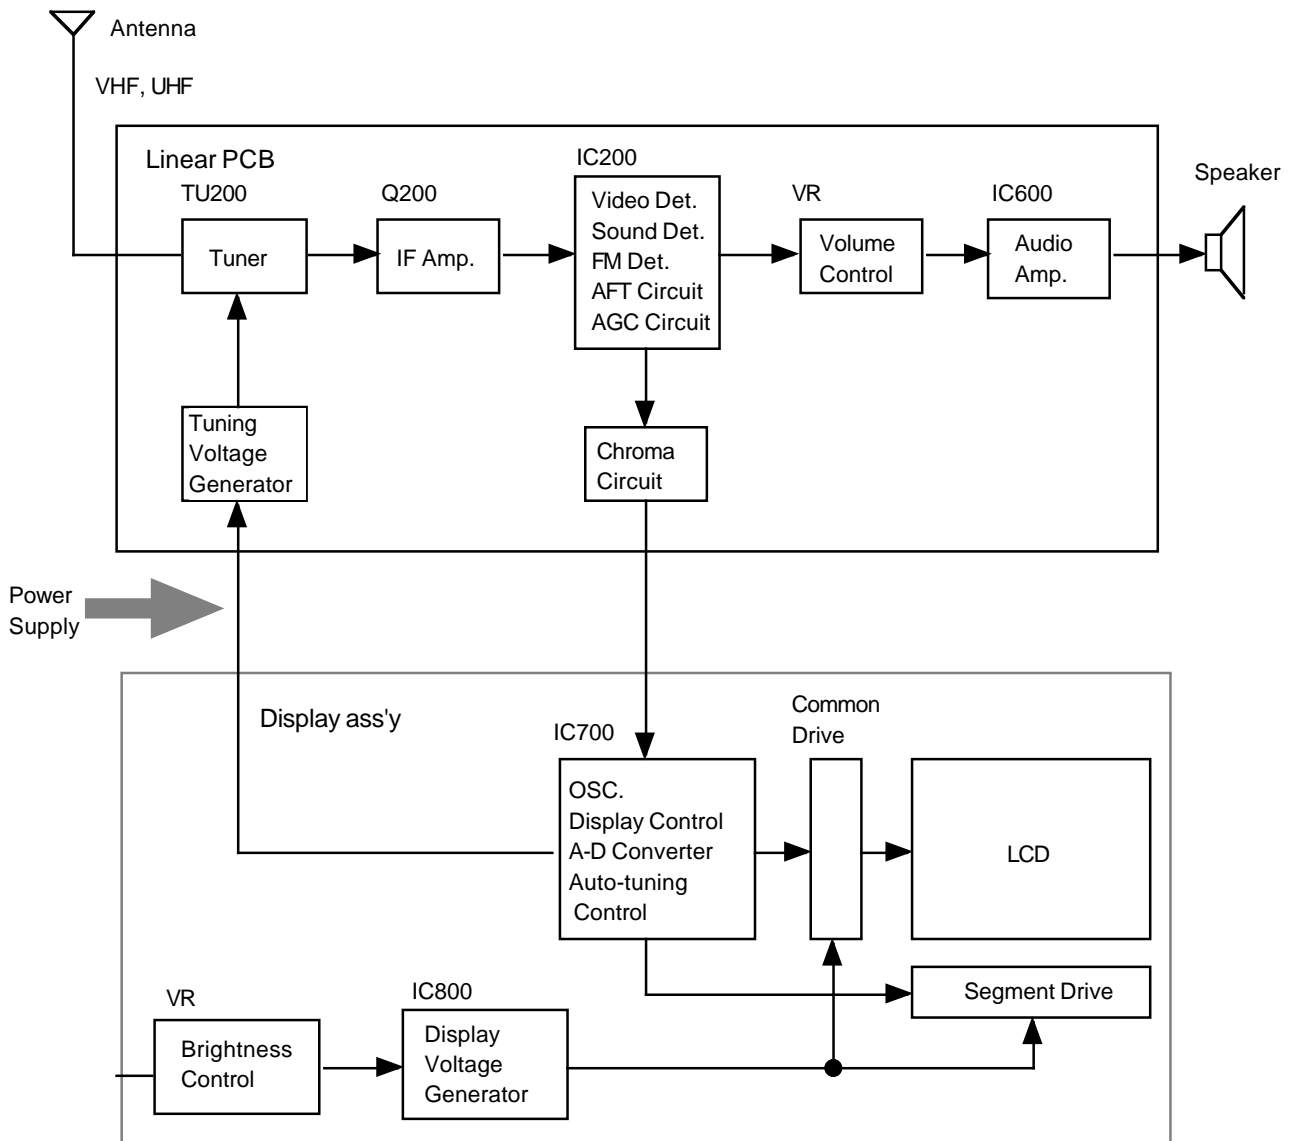 Antenna
VHF, UHF
Linear PCB
TU200
Tuner
Q200
IF Amp.
IC200
Video Det.
Sound Det.
FM Det.
AFT Circuit
AGC Circuit
VR
Volume
Control
IC600
Audio
Amp.
Speaker
Tuning
Voltage
Generator
Chroma
Circuit
Power
Supply
Display ass'y
IC700
OSC.
Display Control
A-D Converter
Auto-tuning
Control
Common
Drive
LCD
Segment Drive
VR
Brightness
Control
IC800
Display
Voltage
Generator